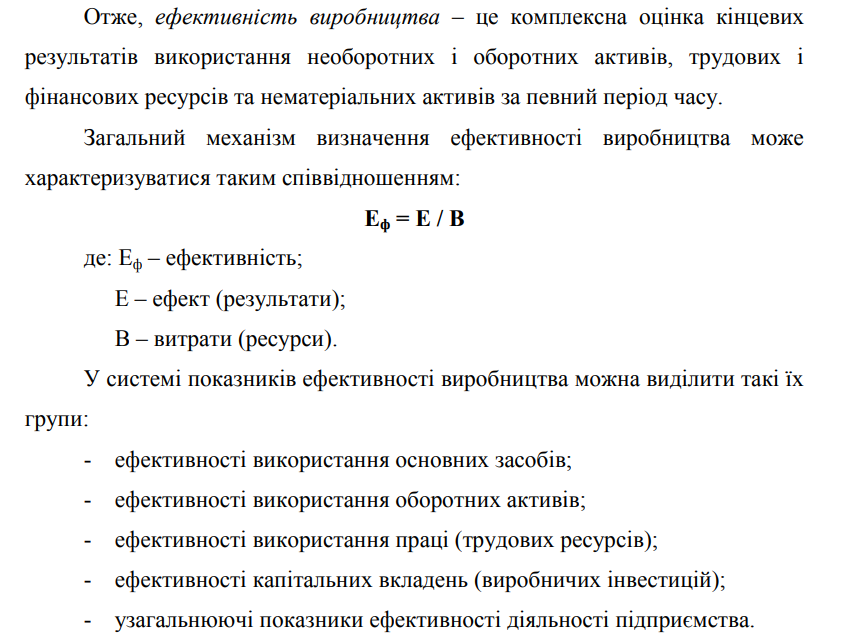 Отже, ефективність виробництва – це комплексна оцінка кінцевих
результатів використання необоротних і оборотних активів, трудових і
фінансових ресурсів та нематеріальних активів за певний період часу.
Загальний механізм визначення ефективності виробництва може
характеризуватися таким співвідношенням:
Еф = Е / В
де: Еф – ефективність;
Е – ефект (результати);
В – витрати (ресурси).
У системі показників ефективності виробництва можна виділити такі їх
групи:
- ефективності використання основних засобів;
- ефективності використання оборотних активів;
- ефективності використання праці (трудових ресурсів);
- ефективності капітальних вкладень (виробничих інвестицій);
- узагальнюючі показники ефективності діяльності підприємства.